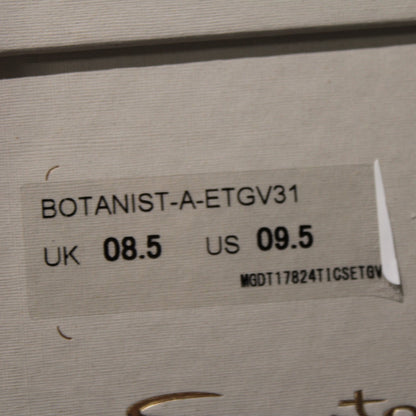 BOTANIST-A-ETGV31
UK 08.5 US 09.5
MGDT17824TICSETGV